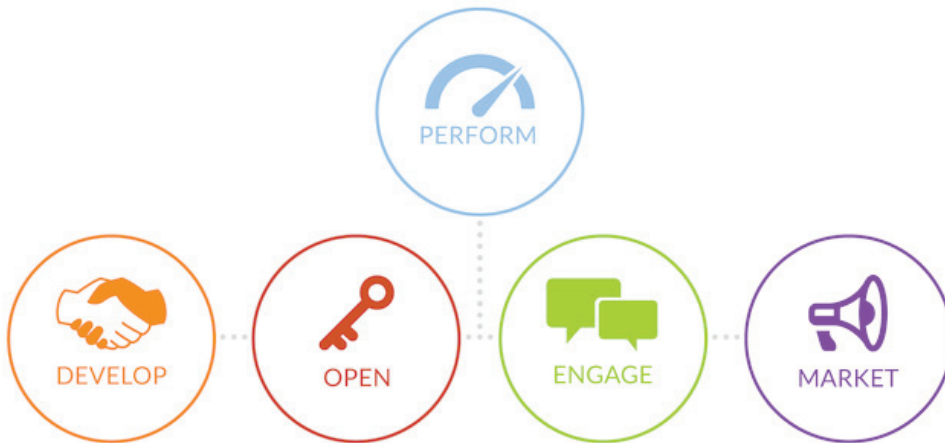 PERFORM
DEVELOP
OPEN
ENGAGE
MARKET